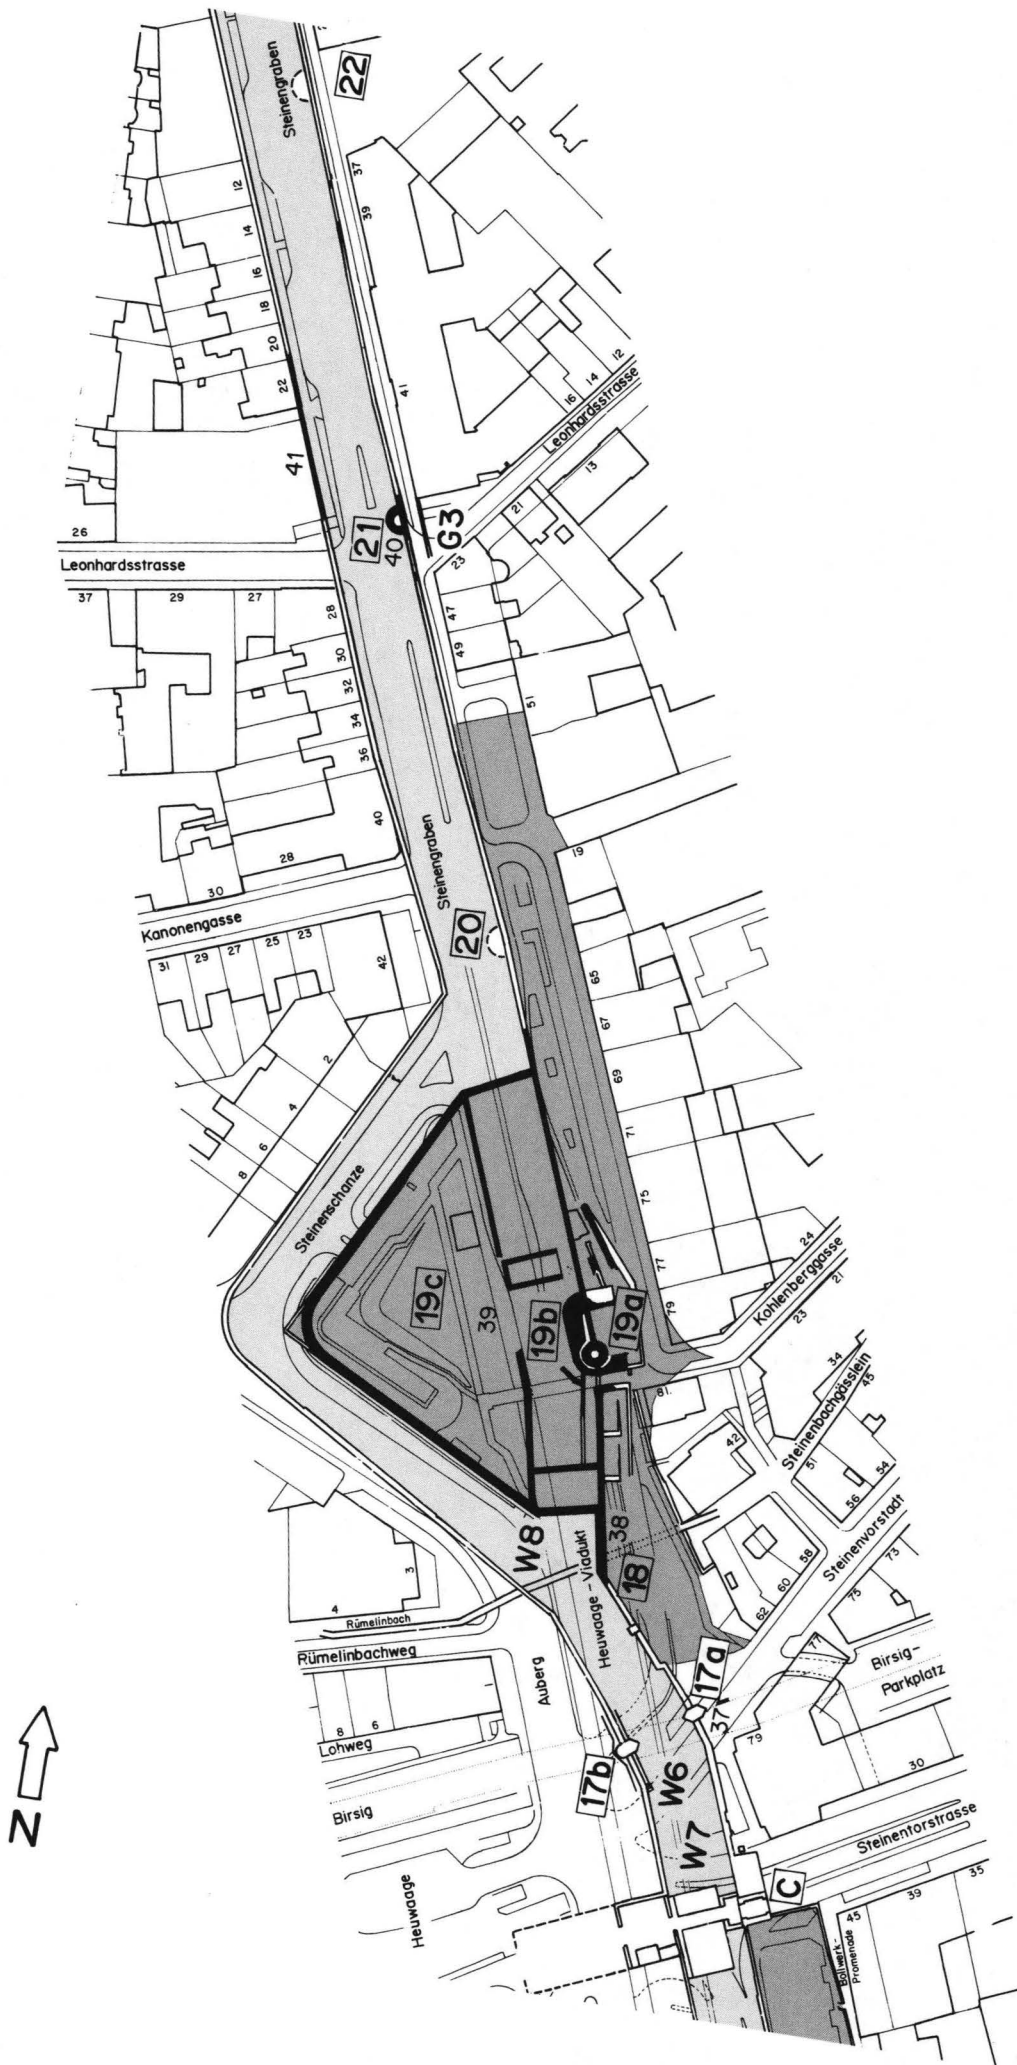 Steinengraben
22
12
14
16
18
20
22
37
39
41
12
14
16
Leonhardsstrasse
13
21
41
21
40
G3
23
26
Leonhardsstrasse
37
29
27
28
30
32
34
36
40
47
49
51
28
30
Kanonengasse
31
29
27
25
23
42
Steinengraben
20
19
65
67
69
71
75
77
79
2
4
6
8
Steinenschanze
19c
39
19b
19a
24
Kohlenberggasse
21
23
34
Steinenbachgässlein
45
81
42
51
54
56
58
60
62
Steinenvorstadt
73
75
77
W8
Heuwaage - Viadukt
38
18
3
4
Rümelinbach
Rümelinbachweg
Auberg
8
6
Lohweg
Birsig
17a
37
17b
W6
W7
79
Birsig-
Parkplatz
30
Steinentorstrasse
35
39
45
C
Bollwerk-
Promenade
Heuwaage
N